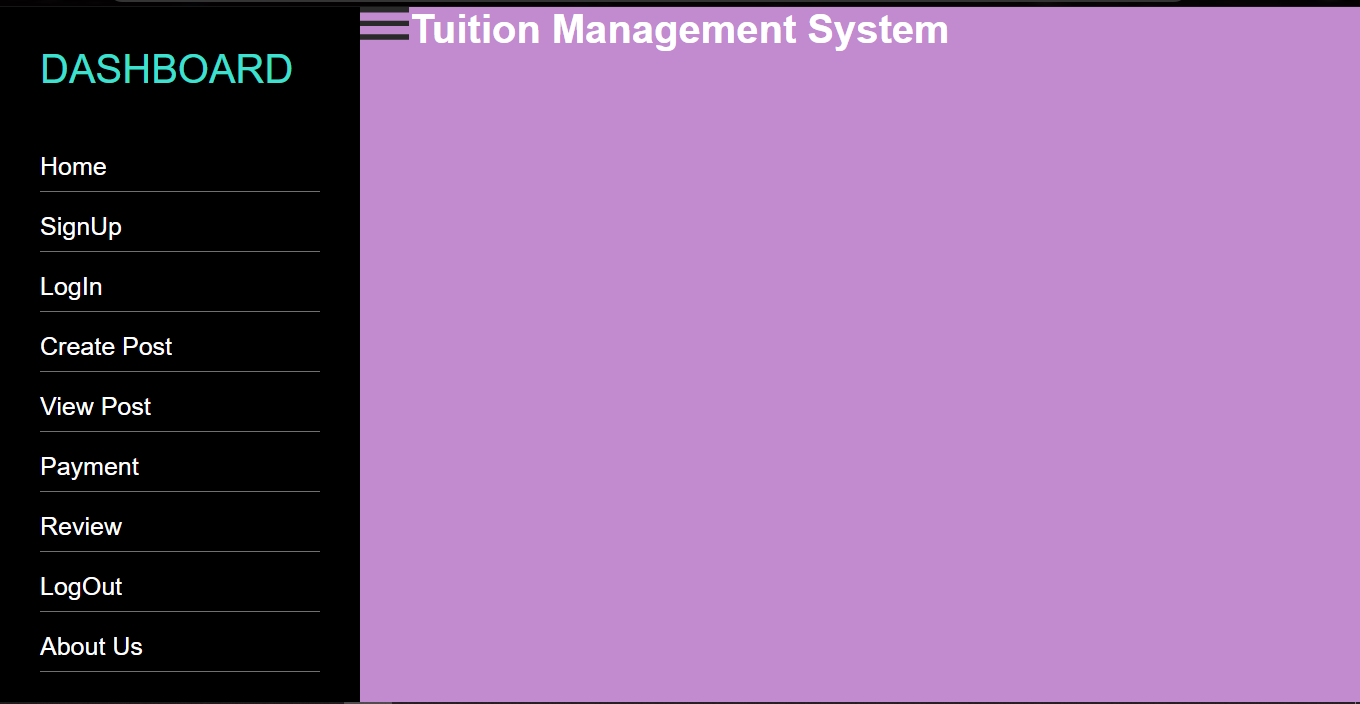 Tuition Management System
DASHBOARD
Home
SignUp
LogIn
Create Post
View Post
Payment
Review
LogOut
About Us